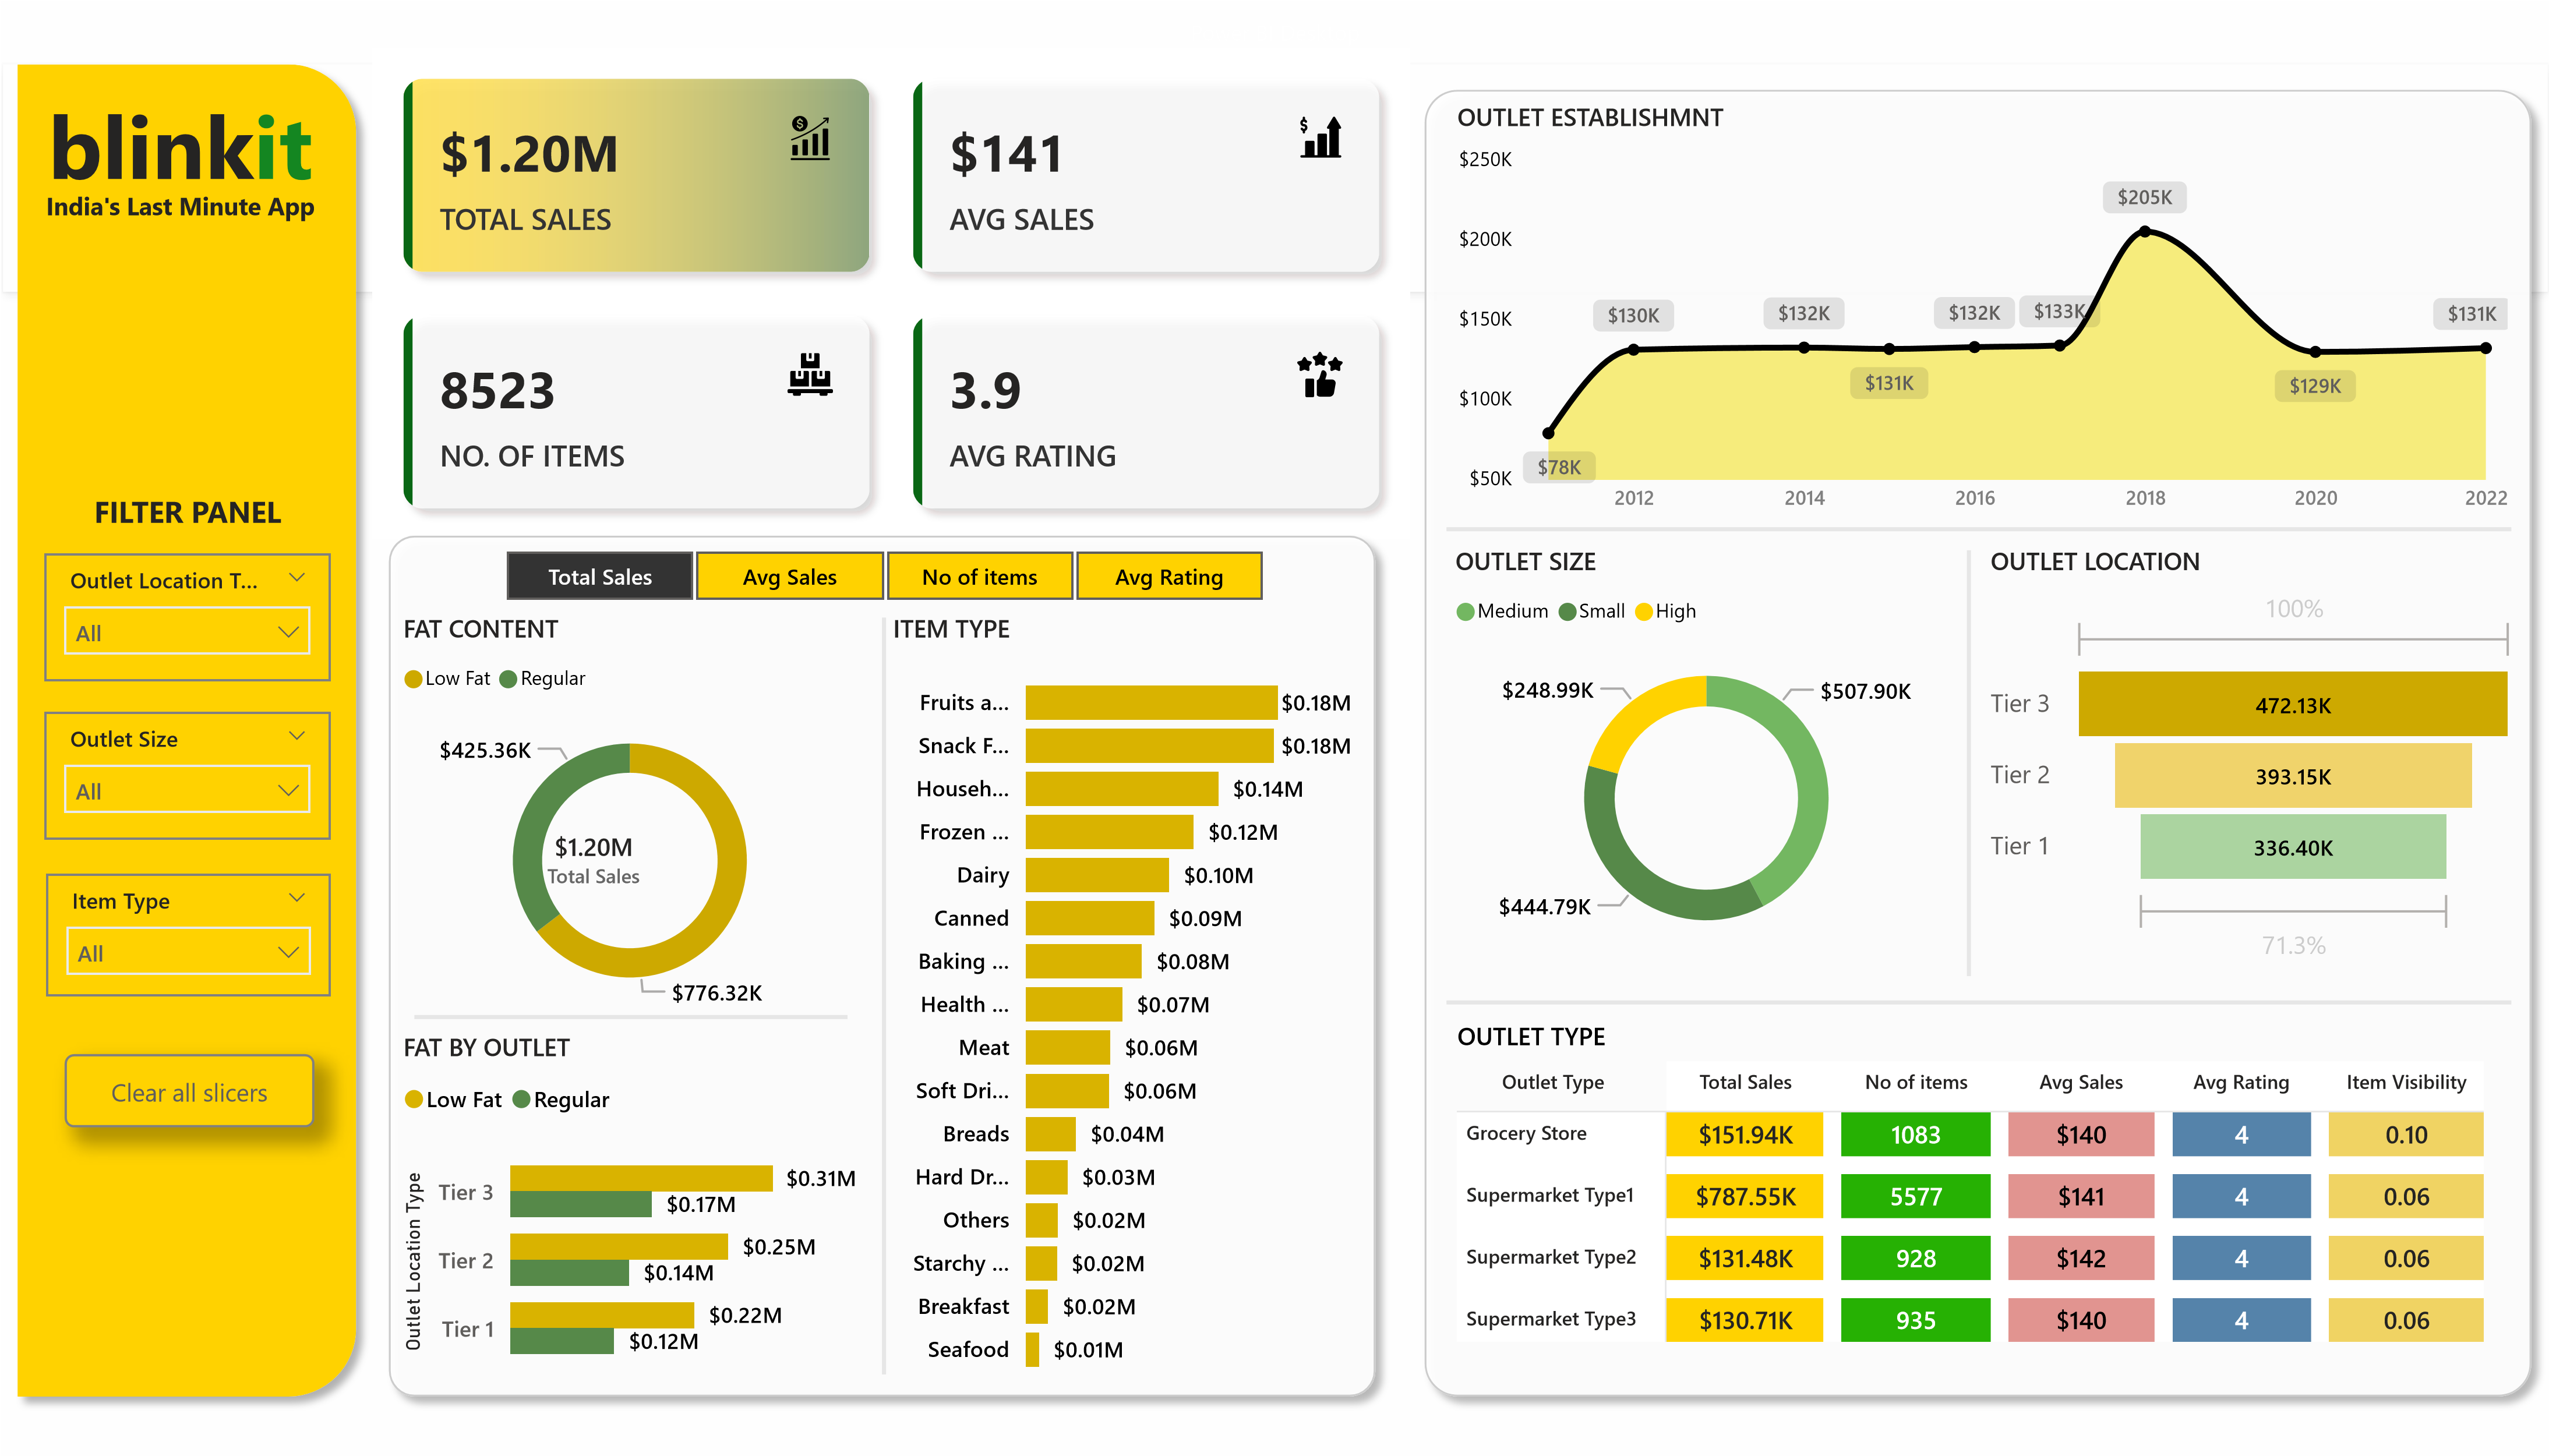 blinkit
India's Last Minute App
FILTER PANEL
Outlet Location T...
All
Outlet Size
All
Item Type
All
Clear all slicers
$1.20M
TOTAL SALES
$141
AVG SALES
8523
NO. OF ITEMS
3.9
AVG RATING
Total Sales
Avg Sales
No of items
Avg Rating
FAT CONTENT
Low Fat Regular
$425.36K
$1.20M
Total Sales
$776.32K
FAT BY OUTLET
Low Fat Regular
Outlet Location Type
Tier 3 $0.31M
$0.17M
Tier 2 $0.25M
$0.14M
Tier 1 $0.22M
$0.12M
ITEM TYPE
Fruits a... $0.18M
Snack F... $0.18M
Househ... $0.14M
Frozen ... $0.12M
Dairy $0.10M
Canned $0.09M
Baking ... $0.08M
Health ... $0.07M
Meat $0.06M
Soft Dri... $0.06M
Breads $0.04M
Hard Dr... $0.03M
Others $0.02M
Starchy ... $0.02M
Breakfast $0.02M
Seafood $0.01M
OUTLET ESTABLISHMNT
$250K
$200K
$150K
$100K
$50K
$78K
$130K
$132K
$131K
$132K
$133K
$205K
$129K
$131K
2012 2014 2016 2018 2020 2022
OUTLET SIZE
Medium Small High
$248.99K
$507.90K
$444.79K
OUTLET LOCATION
100%
Tier 3 472.13K
Tier 2 393.15K
Tier 1 336.40K
71.3%
OUTLET TYPE
Outlet Type Total Sales No of items Avg Sales Avg Rating Item Visibility
Grocery Store $151.94K 1083 $140 4 0.10
Supermarket Type1 $787.55K 5577 $141 4 0.06
Supermarket Type2 $131.48K 928 $142 4 0.06
Supermarket Type3 $130.71K 935 $140 4 0.06